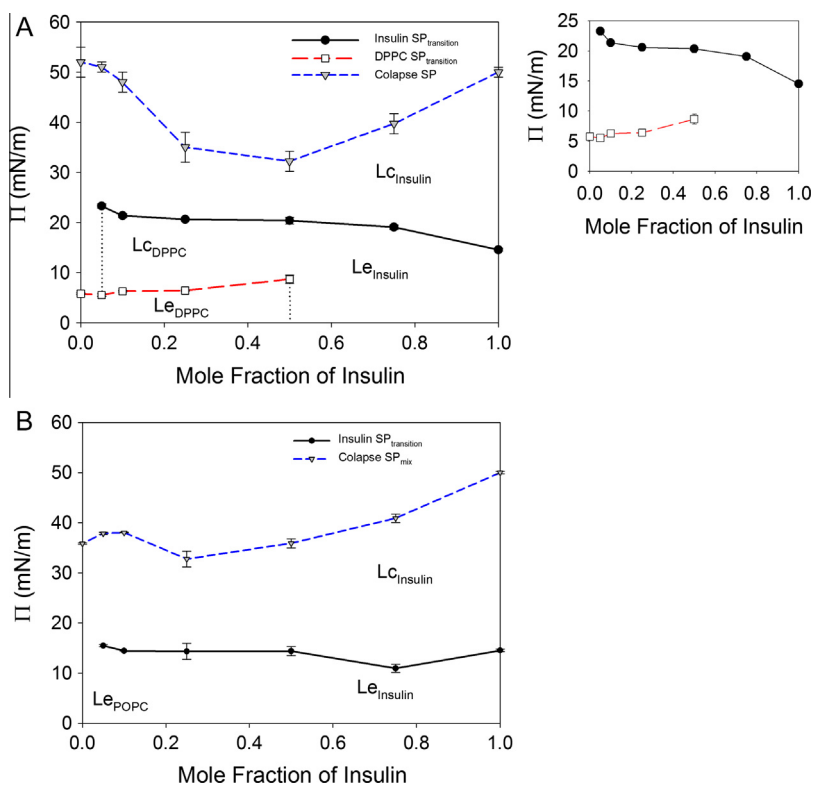 A
60
50
40
30
20
10
0
Π (mN/m)
Insulin SPtransition
DPPC SPtransition
Colapse SP
LcInsulin
LcDPPC
LeInsulin
LeDPPC
0.0 0.2 0.4 0.6 0.8 1.0
Mole Fraction of Insulin
25
20
15
10
5
0
Π (mN/m)
0.0 0.2 0.4 0.6 0.8 1.0
Mole Fraction of Insulin
B
60
50
40
30
20
10
0
Π (mN/m)
Insulin SPtransition
Colapse SPmix
LcInsulin
LeInsulin
LePOPC
0.0 0.2 0.4 0.6 0.8 1.0
Mole Fraction of Insulin